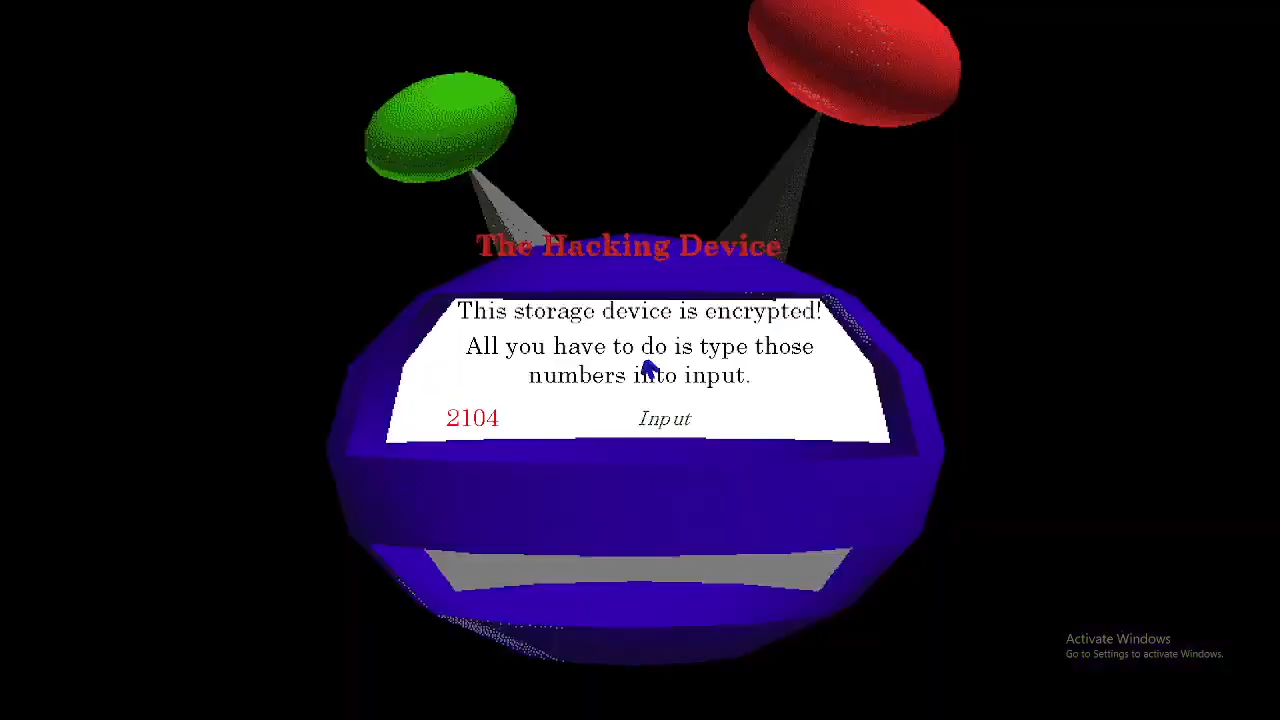 The Hacking Device
This storage device is encrypted!
All you have to do is type those
numbers into input.
2104
Input
Activate Windows
Go to Settings to activate Windows.